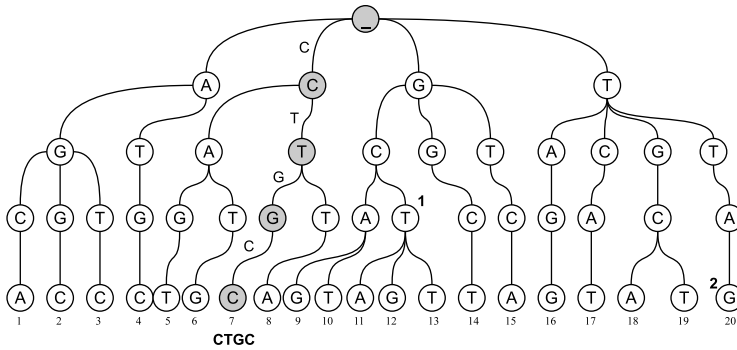 _
C
A C G T
T
G T A T C G T A C G T
G 1
C G T G G T G T A T C C G A C A
C 2
A C C C T G C A G T A G T T A G T A T G
1 2 3 4 5 6 7 8 9 10 11 12 13 14 15 16 17 18 19 20
CTGC